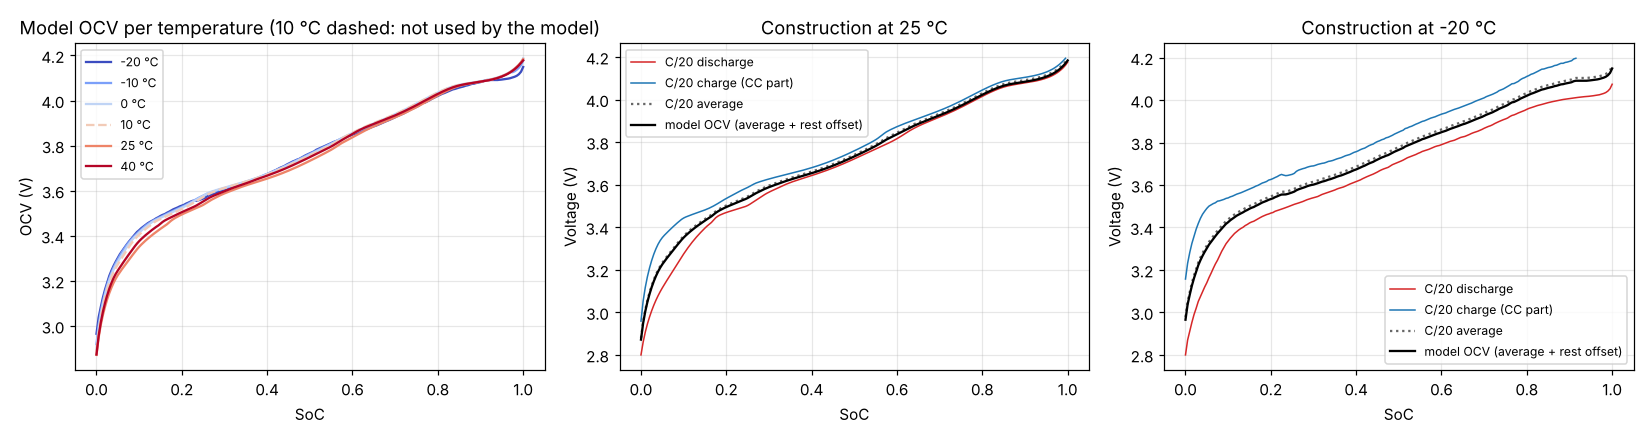 Model OCV per temperature (10 °C dashed: not used by the model)
4.2
4.0
3.8
3.6
3.4
3.2
3.0
OCV (V)
-20 °C
-10 °C
0 °C
10 °C
25 °C
40 °C
0.0 0.2 0.4 0.6 0.8 1.0
SoC
Construction at 25 °C
4.2
4.0
3.8
3.6
3.4
3.2
3.0
2.8
Voltage (V)
C/20 discharge
C/20 charge (CC part)
C/20 average
model OCV (average + rest offset)
0.0 0.2 0.4 0.6 0.8 1.0
SoC
Construction at -20 °C
4.2
4.0
3.8
3.6
3.4
3.2
3.0
2.8
Voltage (V)
C/20 discharge
C/20 charge (CC part)
C/20 average
model OCV (average + rest offset)
0.0 0.2 0.4 0.6 0.8 1.0
SoC